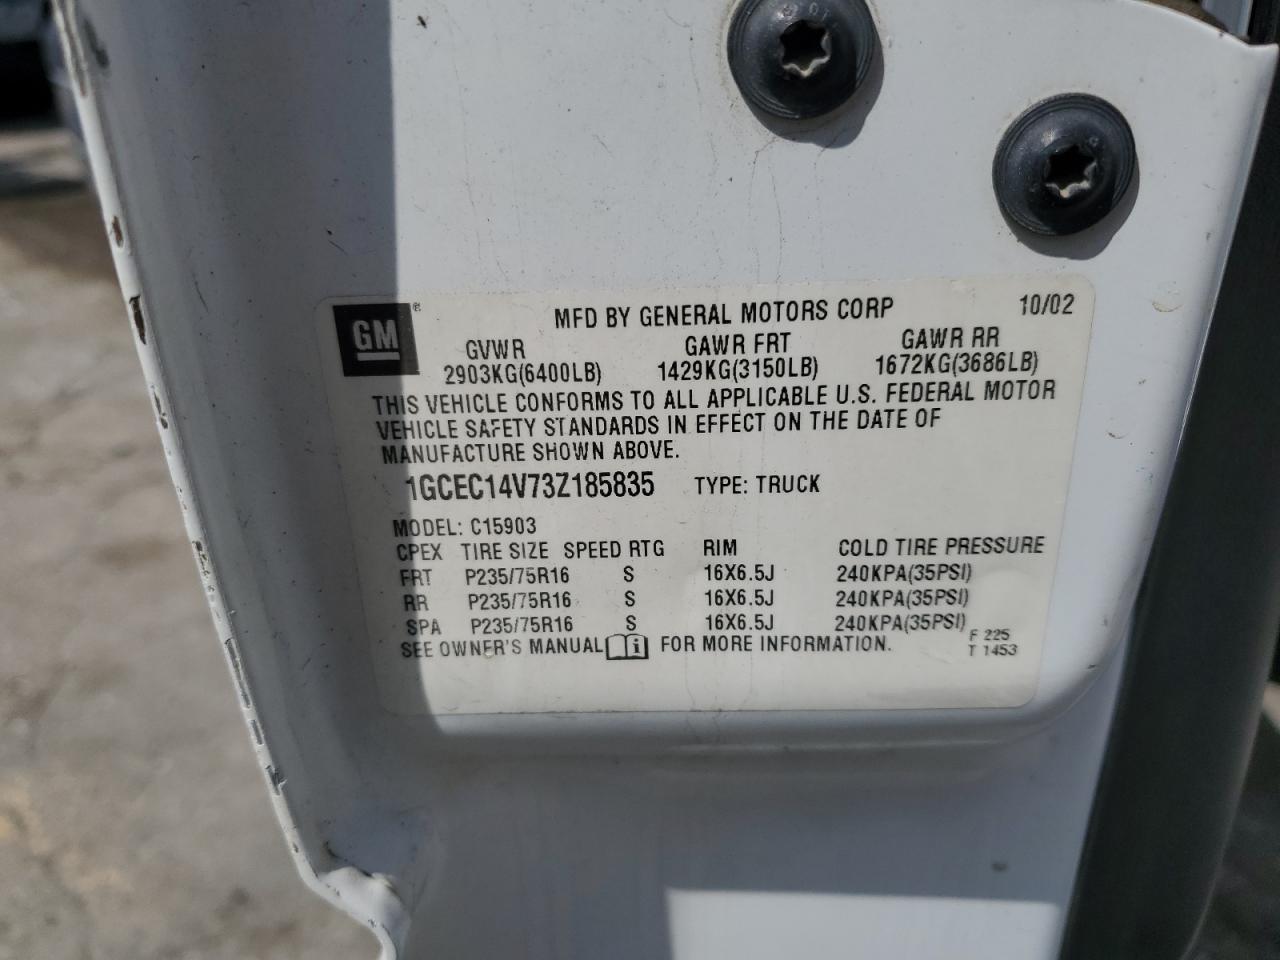 GM ® MFD BY GENERAL MOTORS CORP 10/02
GVWR GAWR FRT GAWR RR
2903KG(6400LB) 1429KG(3150LB) 1672KG(3686LB)
THIS VEHICLE CONFORMS TO ALL APPLICABLE U.S. FEDERAL MOTOR
VEHICLE SAFETY STANDARDS IN EFFECT ON THE DATE OF
MANUFACTURE SHOWN ABOVE.
1GCEC14V73Z185835 TYPE: TRUCK
MODEL: C15903
CPEX TIRE SIZE SPEED RTG RIM COLD TIRE PRESSURE
FRT P235/75R16 S 16X6.5J 240KPA(35PSI)
RR P235/75R16 S 16X6.5J 240KPA(35PSI)
SPA P235/75R16 S 16X6.5J 240KPA(35PSI)
SEE OWNER'S MANUAL i FOR MORE INFORMATION.
F 225
T 1453